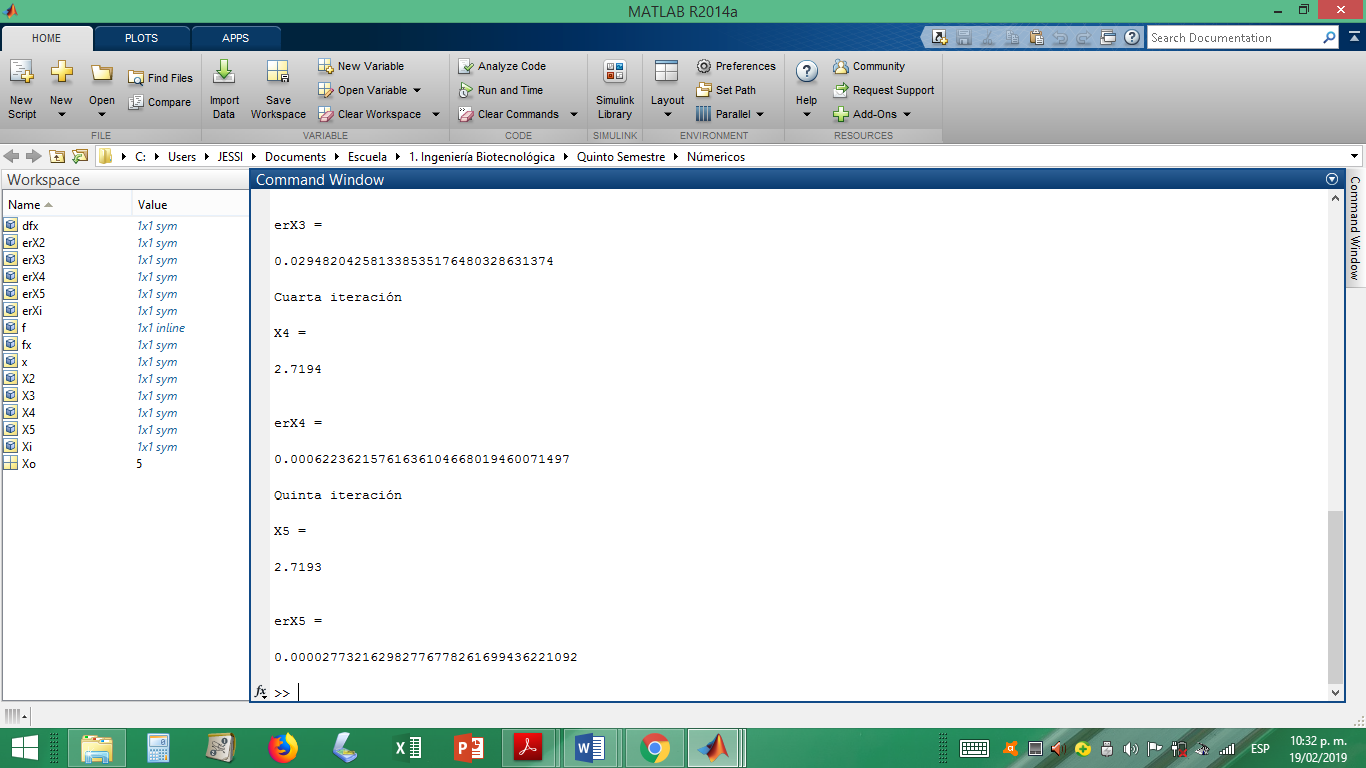 MATLAB R2014a
HOME PLOTS APPS
Search Documentation
New Script
New
Open
Find Files
Compare
Import Data
Save Workspace
New Variable
Open Variable
Clear Workspace
Analyze Code
Run and Time
Clear Commands
Simulink Library
Layout
Preferences
Set Path
Parallel
Help
Community
Request Support
Add-Ons
FILE VARIABLE CODE SIMULINK ENVIRONMENT RESOURCES
C: Users JESSI Documents Escuela 1. Ingeniería Biotecnológica Quinto Semestre Númericos
Workspace
Name Value
dfx 1x1 sym
erX2 1x1 sym
erX3 1x1 sym
erX4 1x1 sym
erX5 1x1 sym
erXi 1x1 sym
f 1x1 inline
fx 1x1 sym
x 1x1 sym
X2 1x1 sym
X3 1x1 sym
X4 1x1 sym
X5 1x1 sym
Xi 1x1 sym
Xo 5
Command Window
erX3 =
0.029482042581338535176480328631374
Cuarta iteración
X4 =
2.7194
erX4 =
0.00062236215761636104668019460071497
Quinta iteración
X5 =
2.7193
erX5 =
0.000027732162982776778261699436221092
fx >>
Command Window
ESP
10:32 p. m.
19/02/2019